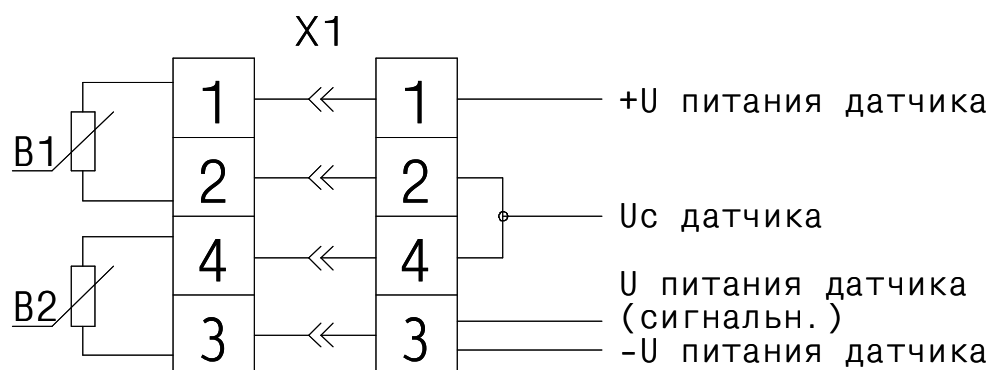 X1
1 1 +U питания датчика
B1
2 2
Uc датчика
4 4
U питания датчика
B2
(сигнальн.)
3 3
-U питания датчика